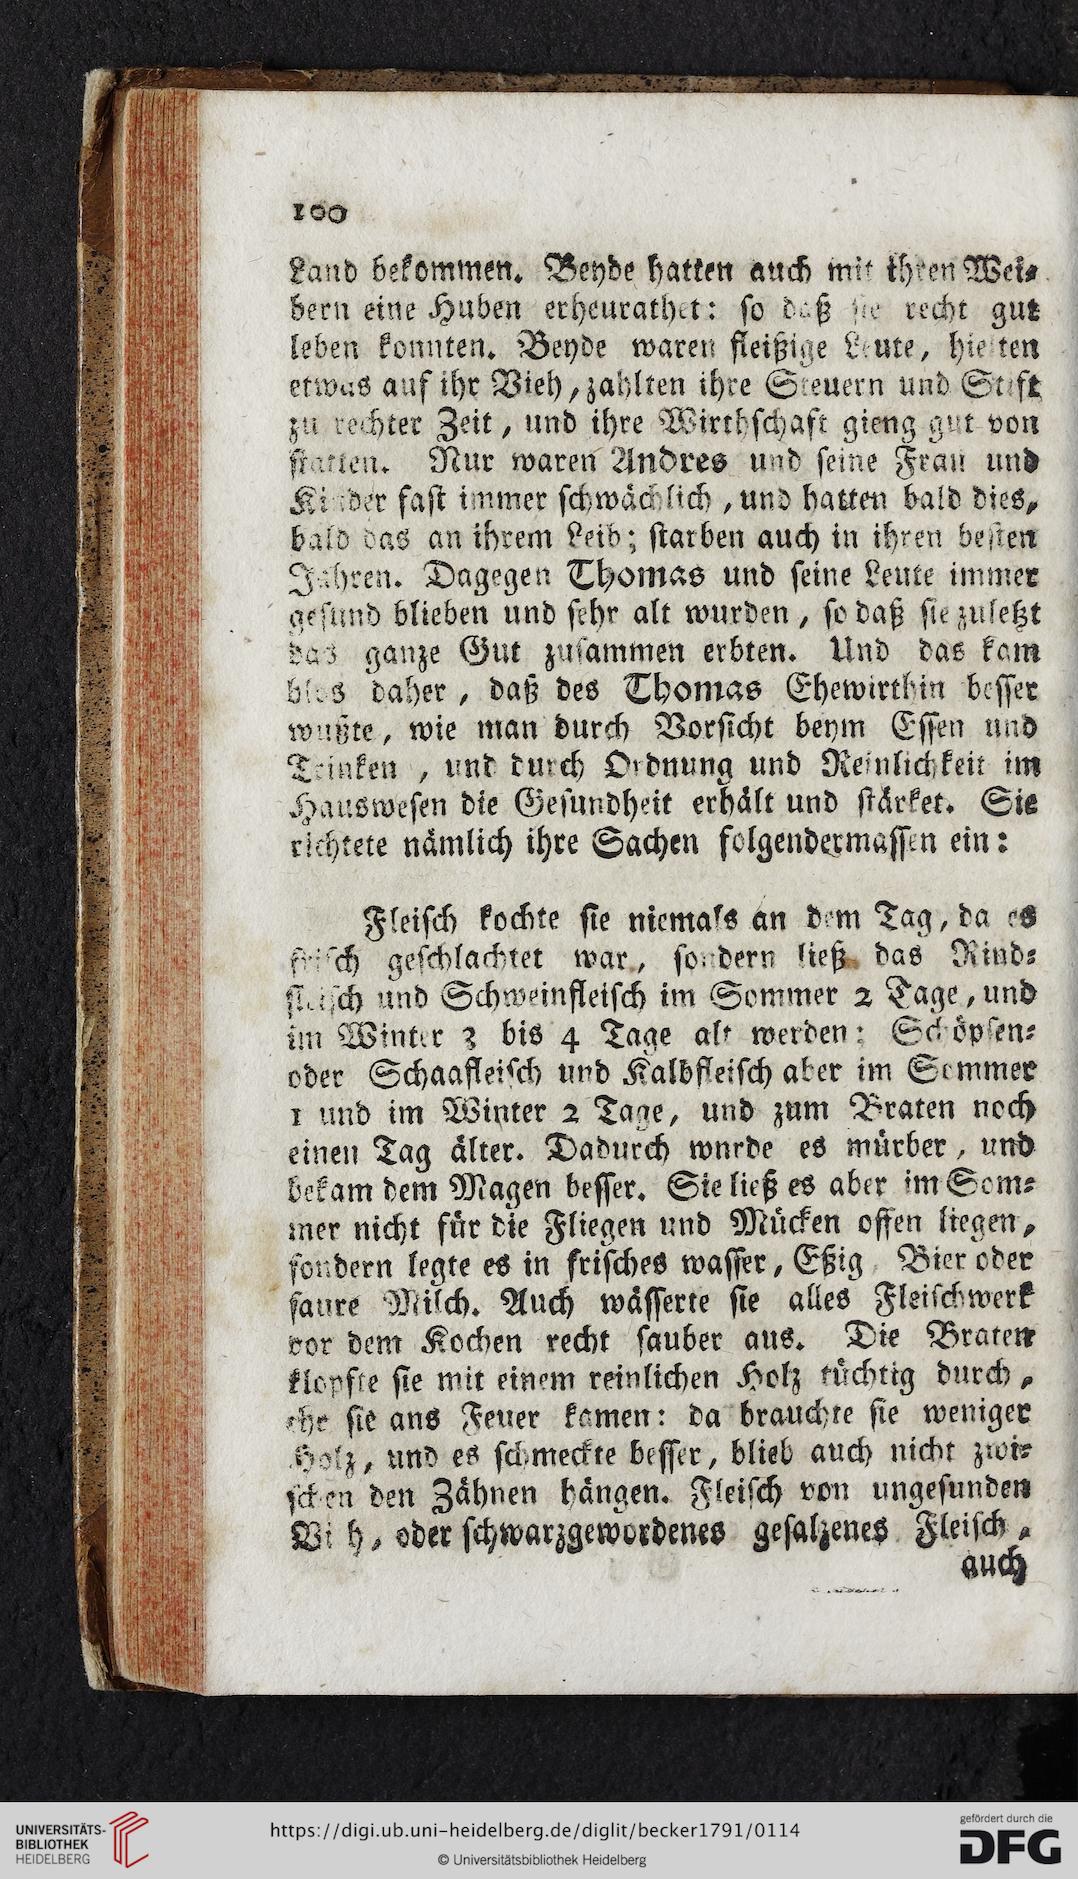 100
Land bekommen. Beyde hatten auch mit ihren Wei⸗
bern eine Huben erheurathet: so daß sie recht gut
leben konnten. Beyde waren fleißige Leute, hielten
etwas auf ihr Vieh, zahlten ihre Steuern und Stift
zu rechter Zeit, und ihre Wirthschaft gieng gut von
statten. Nur waren Andres und seine Frau und
Kinder fast immer schwächlich, und hatten bald dies,
bald das an ihrem Leib; starben auch in ihren besten
Jahren. Dagegen Thomas und seine Leute immer
gesund blieben und sehr alt wurden, so daß sie zuletzt
das ganze Gut zusammen erbten. Und das kam
blos daher, daß des Thomas Ehewirthin besser
wußte, wie man durch Vorsicht beym Essen und
Trinken, und durch Ordnung und Reinlichkeit im
Hauswesen die Gesundheit erhält und stärket. Sie
richtete nämlich ihre Sachen folgendermassen ein:
Fleisch kochte sie niemals an dem Tag, da es
frisch geschlachtet war, sondern ließ das Rind⸗
fleisch und Schweinfleisch im Sommer 2 Tage, und
im Winter 3 bis 4 Tage alt werden; Schöpsen⸗
oder Schaafleisch und Kalbfleisch aber im Sommer
1 und im Winter 2 Tage, und zum Braten noch
einen Tag älter. Dadurch wurde es mürber, und
bekam dem Magen besser. Sie ließ es aber im Som⸗
mer nicht für die Fliegen und Mücken offen liegen,
sondern legte es in frisches wasser, Eßig, Bier oder
saure Milch. Auch wässerte sie alles Fleischwerk
vor dem Kochen recht sauber aus. Die Braten
klopfte sie mit einem reinlichen Holz tüchtig durch,
ehe sie ans Feuer kamen: da brauchte sie weniger
Holz, und es schmeckte besser, blieb auch nicht zwi⸗
schen den Zähnen hängen. Fleisch von ungesunden
Vieh, oder schwarzgewordenes gesalzenes Fleisch,
auch
UNIVERSITÄTS-
BIBLIOTHEK
HEIDELBERG
https://digi.ub.uni-heidelberg.de/diglit/becker1791/0114
© Universitätsbibliothek Heidelberg
gefördert durch die
DFG